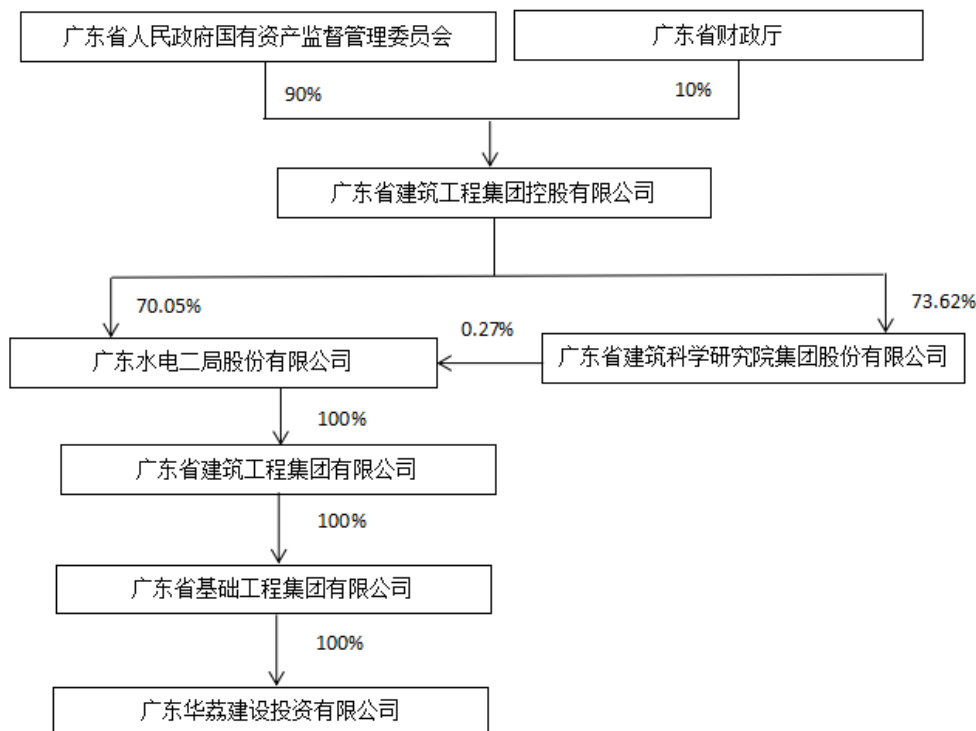 广东省人民政府国有资产监督管理委员会
广东省财政厅
90%
10%
广东省建筑工程集团控股有限公司
70.05%
73.62%
0.27%
广东水电二局股份有限公司
广东省建筑科学研究院集团股份有限公司
100%
广东省建筑工程集团有限公司
100%
广东省基础工程集团有限公司
100%
广东华荔建设投资有限公司